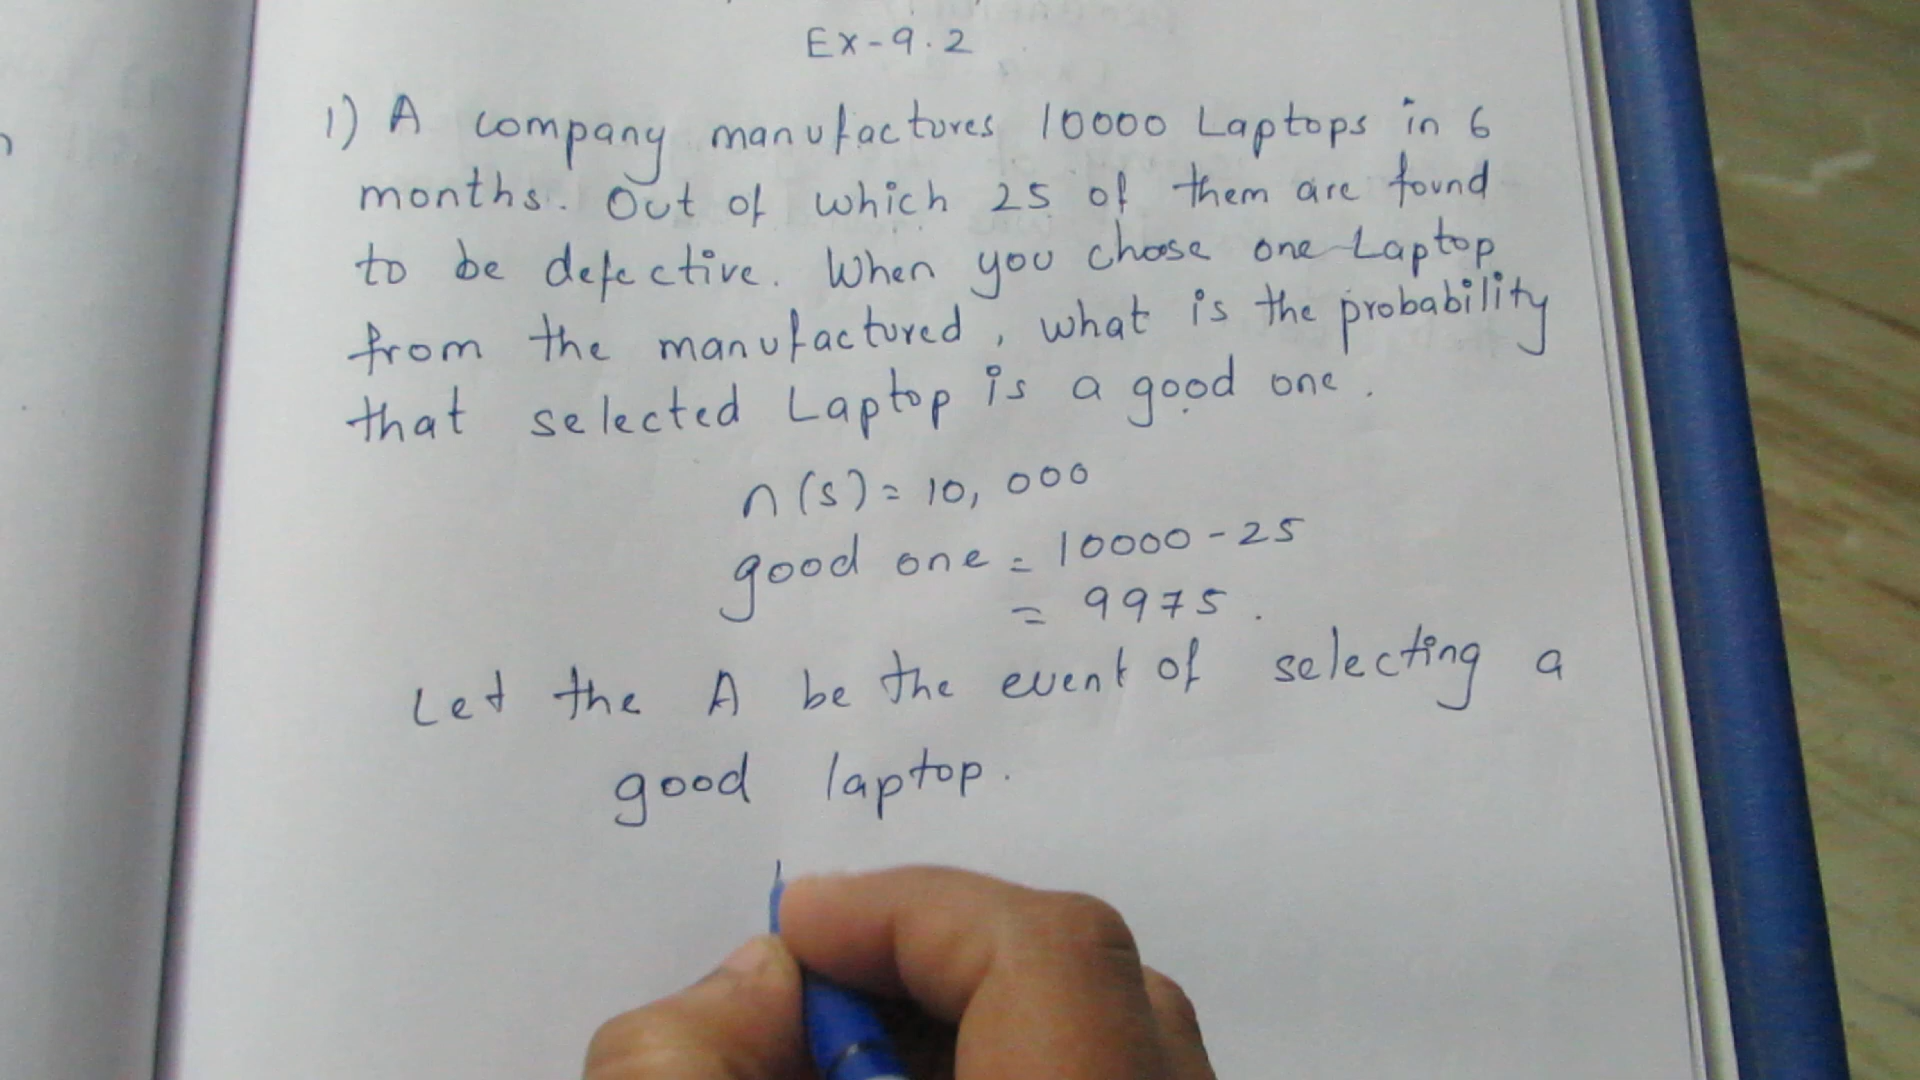 Ex-9.2
1) A company manufactures 10000 Laptops in 6
months. Out of which 25 of them are found
to be defective. When you choose one Laptop
from the manufactured, what is the probability
that selected Laptop is a good one.
n(s) = 10,000
good one = 10000-25
= 9975.
Let the A be the event of selecting a
good laptop.